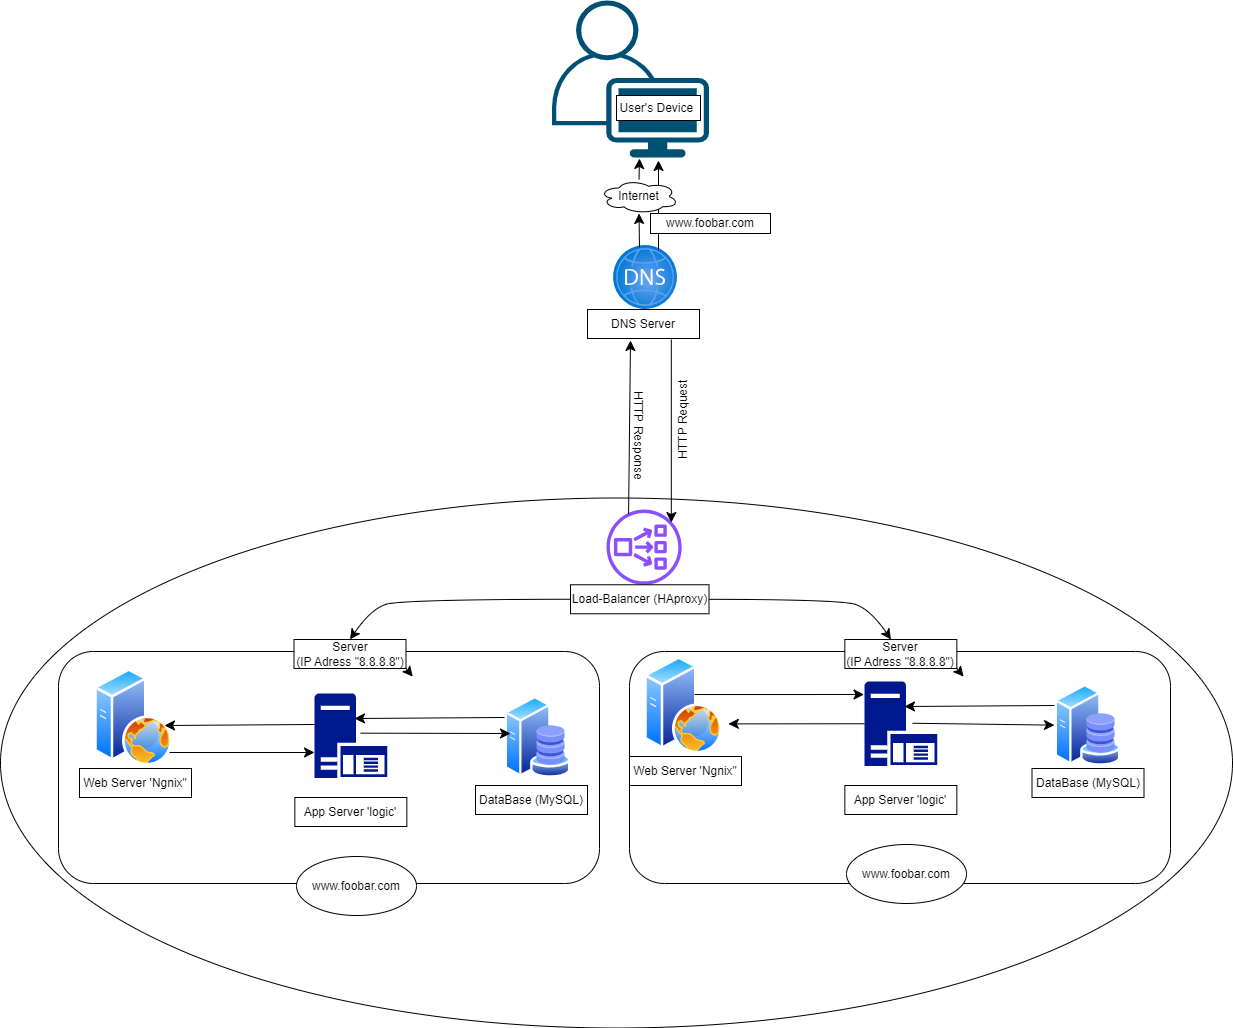 User's Device
Internet
www.foobar.com
DNS
DNS Server
HTTP Response
HTTP Request
Load-Balancer (HAproxy)
Server
(IP Adress "8.8.8.8")
Server
(IP Adress "8.8.8.8")
Web Server 'Ngnix"
App Server 'logic'
DataBase (MySQL)
Web Server 'Ngnix"
App Server 'logic'
DataBase (MySQL)
www.foobar.com
www.foobar.com